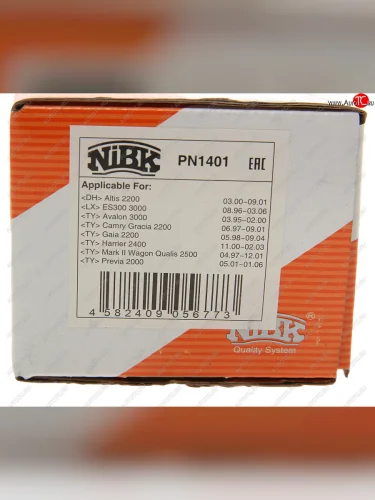 NiBK PN1401 EAC
Applicable For:
<DH> Altis 2200 03.00-09.01
<LX> ES300 3000 08.96-03.06
<TY> Avalon 3000 03.95-02.00
<TY> Camry Gracia 2200 06.97-09.01
<TY> Gaia 2200 05.98-09.04
<TY> Harrier 2400 11.00-02.03
<TY> Mark II Wagon Qualis 2500 04.97-12.01
<TY> Previa 2000 05.01-01.06
4 582409 056773
NiBK
Quality System